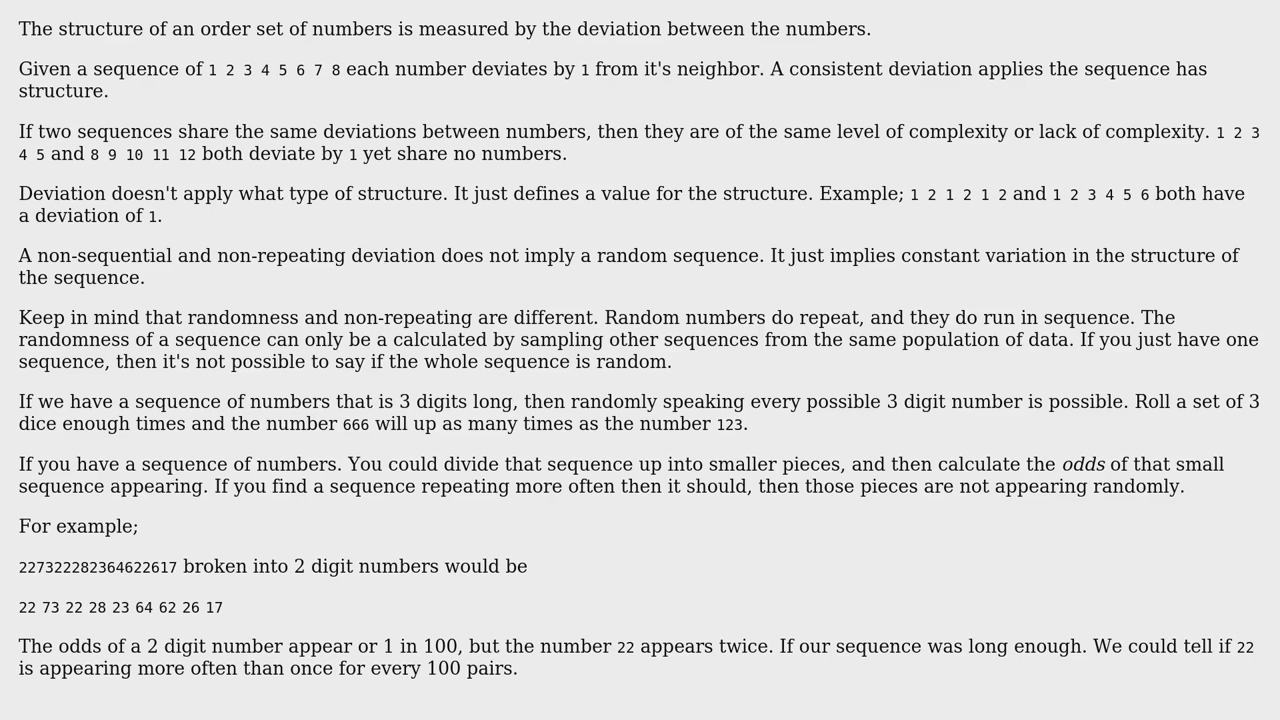 The structure of an order set of numbers is measured by the deviation between the numbers.
Given a sequence of 1 2 3 4 5 6 7 8 each number deviates by 1 from it's neighbor. A consistent deviation applies the sequence has
structure.
If two sequences share the same deviations between numbers, then they are of the same level of complexity or lack of complexity. 1 2 3
4 5 and 8 9 10 11 12 both deviate by 1 yet share no numbers.
Deviation doesn't apply what type of structure. It just defines a value for the structure. Example; 1 2 1 2 1 2 and 1 2 3 4 5 6 both have
a deviation of 1.
A non-sequential and non-repeating deviation does not imply a random sequence. It just implies constant variation in the structure of
the sequence.
Keep in mind that randomness and non-repeating are different. Random numbers do repeat, and they do run in sequence. The
randomness of a sequence can only be a calculated by sampling other sequences from the same population of data. If you just have one
sequence, then it's not possible to say if the whole sequence is random.
If we have a sequence of numbers that is 3 digits long, then randomly speaking every possible 3 digit number is possible. Roll a set of 3
dice enough times and the number 666 will up as many times as the number 123.
If you have a sequence of numbers. You could divide that sequence up into smaller pieces, and then calculate the odds of that small
sequence appearing. If you find a sequence repeating more often then it should, then those pieces are not appearing randomly.
For example;
227322282364622617 broken into 2 digit numbers would be
22 73 22 28 23 64 62 26 17
The odds of a 2 digit number appear or 1 in 100, but the number 22 appears twice. If our sequence was long enough. We could tell if 22
is appearing more often than once for every 100 pairs.